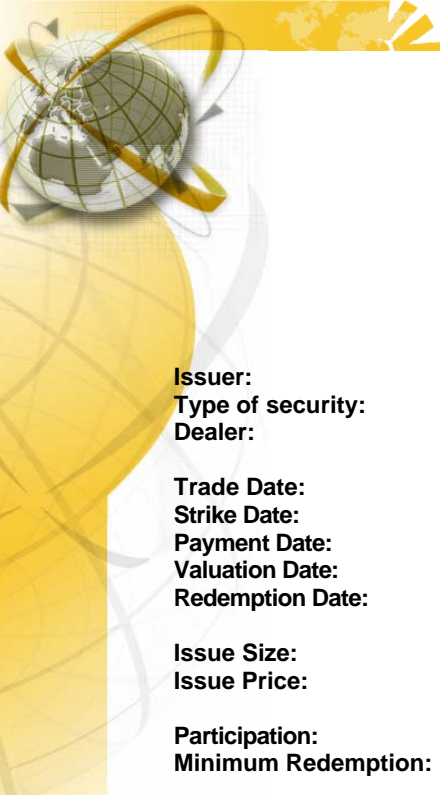 Issuer:
Type of security:
Dealer:
Trade Date:
Strike Date:
Payment Date:
Valuation Date:
Redemption Date:
Issue Size:
Issue Price:
Participation:
Minimum Redemption: